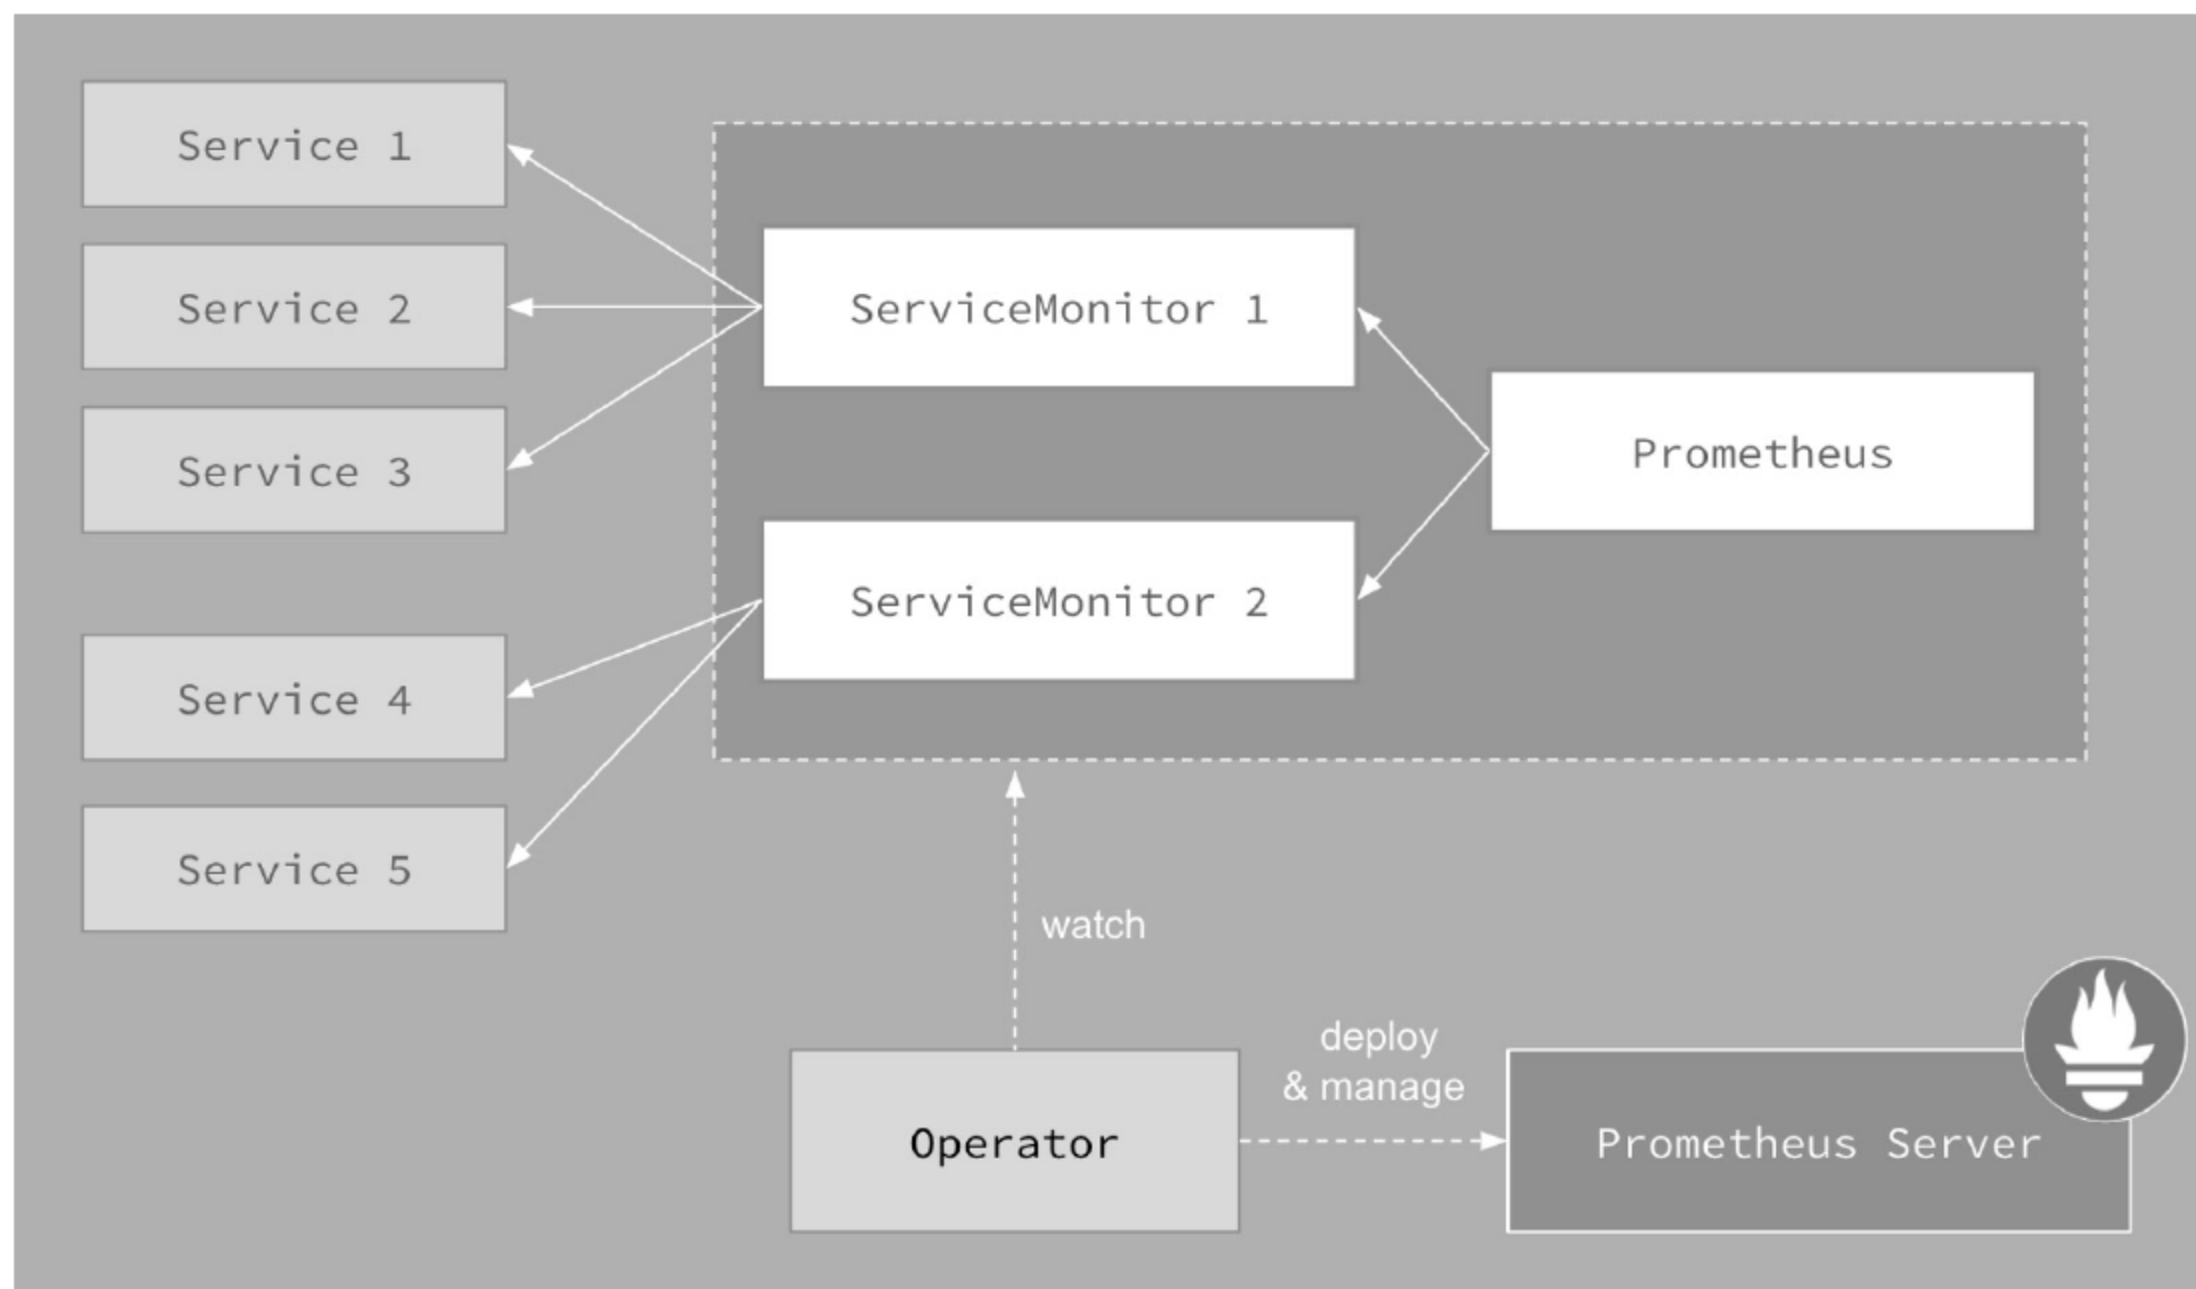 Service 1
Service 2
Service 3
Service 4
Service 5
ServiceMonitor 1
ServiceMonitor 2
Prometheus
watch
deploy
& manage
Operator
Prometheus Server